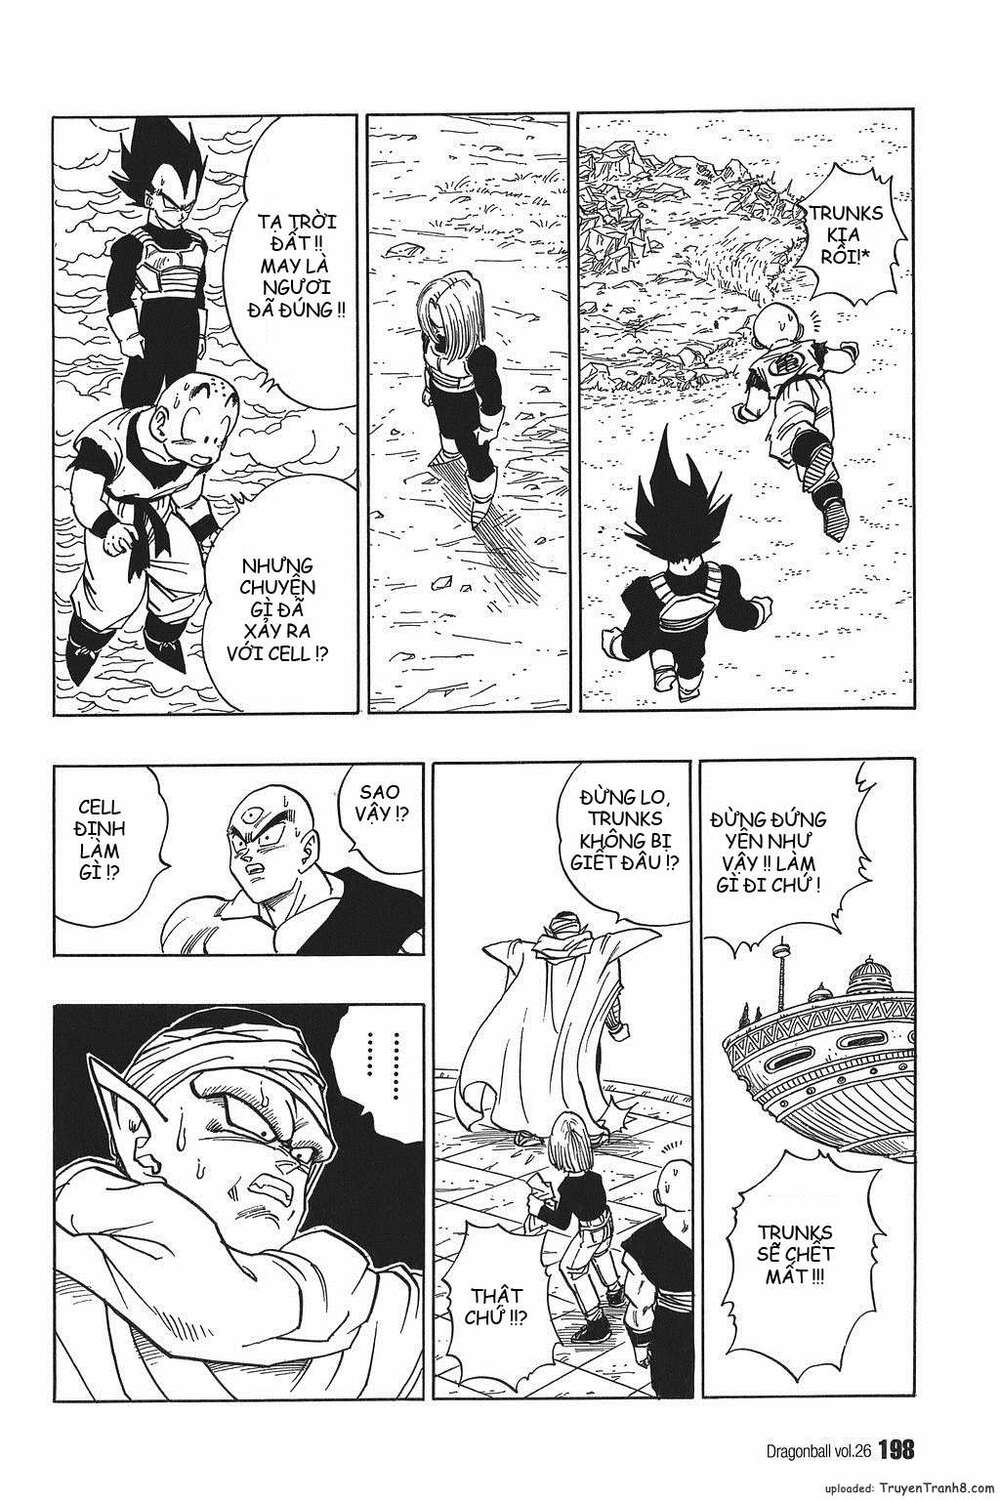 TRUNKS
KIA
RỒI!*
TẠ TRỜI
ĐẤT !!
MAY LÀ
NGƯƠI
ĐÃ ĐÚNG !!
NHƯNG
CHUYỆN
GÌ ĐÃ
XẢY RA
VỚI CELL !?
ĐỪNG ĐỨNG
YÊN NHƯ
VẬY !! LÀM
GÌ ĐI CHỨ !
TRUNKS
SẼ CHẾT
MẤT !!!
ĐỪNG LO,
TRUNKS
KHÔNG BỊ
GIẾT ĐÂU !?
THẬT
CHỨ !!?
SAO
VẬY !?
CELL
ĐỊNH
LÀM
GÌ !?
............
Dragonball vol.26 198
uploaded: TruyenTranh8.com